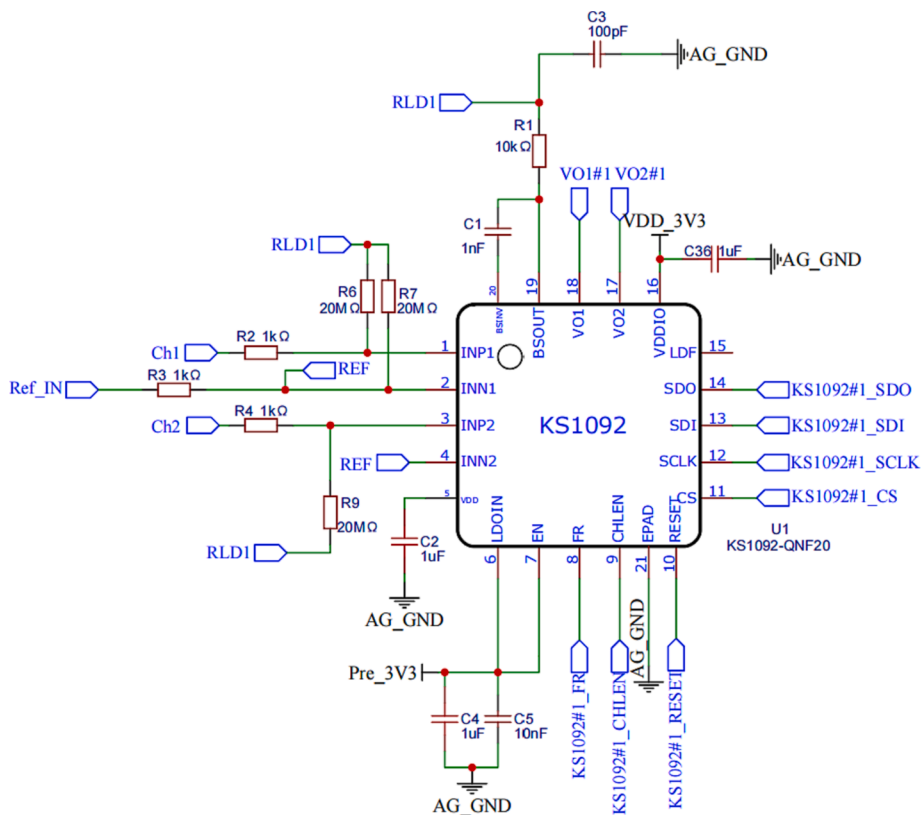 C3
100pF
AG_GND
RLD1
R1
10kΩ
VO1#1
VO2#1
C1
1nF
VDD_3V3
C36
1uF
AG_GND
RLD1
R6
20MΩ
R7
20MΩ
20
19
18
17
16
BSINV
BSOUT
VO1
VO2
VDDIO
Ch1
R2 1kΩ
1
INP1
LDF
15
REF
Ref_IN
R3 1kΩ
2
INN1
SDO
14
KS1092#1_SDO
Ch2
R4 1kΩ
3
INP2
KS1092
SDI
13
KS1092#1_SDI
REF
4
INN2
SCLK
12
KS1092#1_SCLK
5
VDD
CS
11
KS1092#1_CS
R9
20MΩ
RLD1
C2
1uF
AG_GND
LDOIN
EN
FR
CHLEN
EPAD
RESET
6
7
8
9
21
10
U1
KS1092-QNF20
AG_GND
Pre_3V3
C4
1uF
C5
10nF
AG_GND
KS1092#1_FR
KS1092#1_CHLEN
KS1092#1_RESET